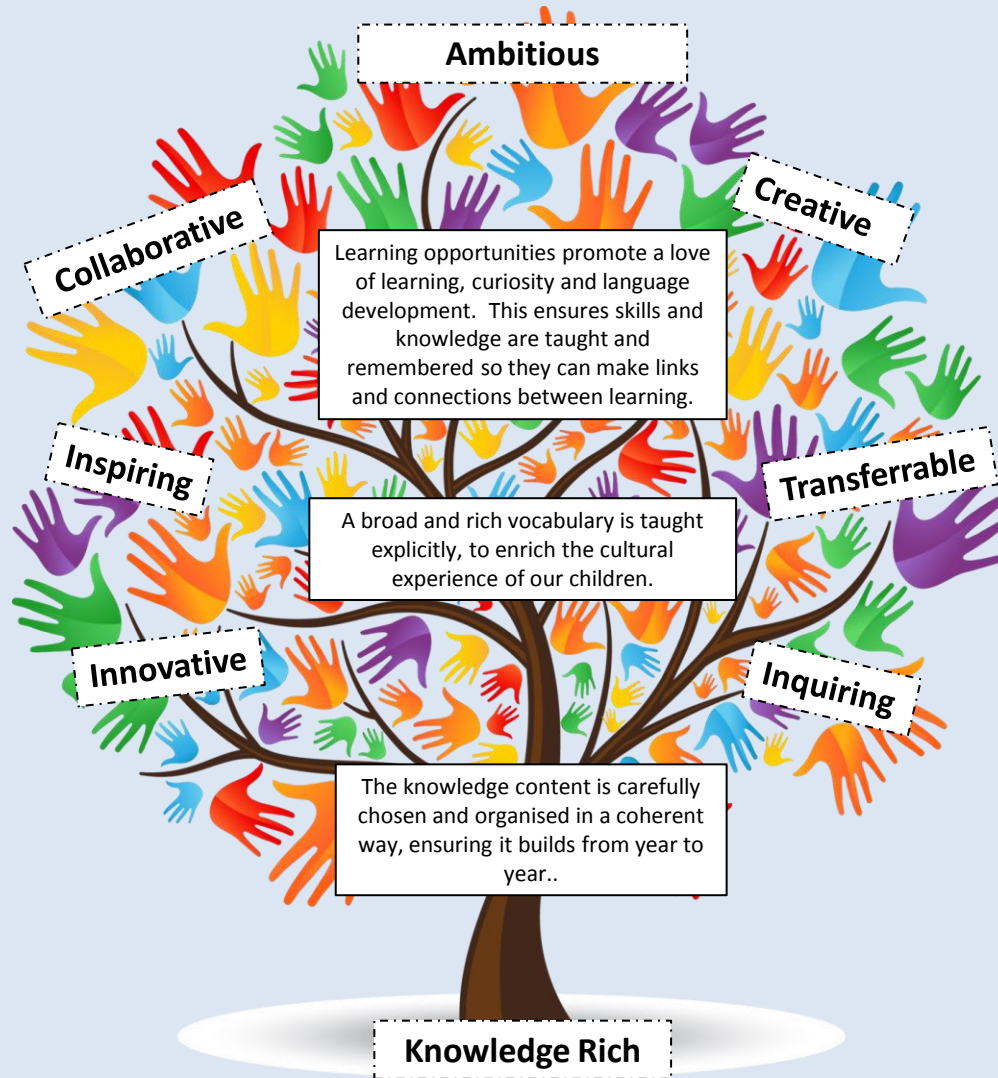 Ambitious
Collaborative
Creative
Learning opportunities promote a love
of learning, curiosity and language
development.  This ensures skills and
knowledge are taught and
remembered so they can make links
and connections between learning.
Inspiring
Transferrable
A broad and rich vocabulary is taught
explicitly, to enrich the cultural
experience of our children.
Innovative
Inquiring
The knowledge content is carefully
chosen and organised in a coherent
way, ensuring it builds from year to
year..
Knowledge Rich